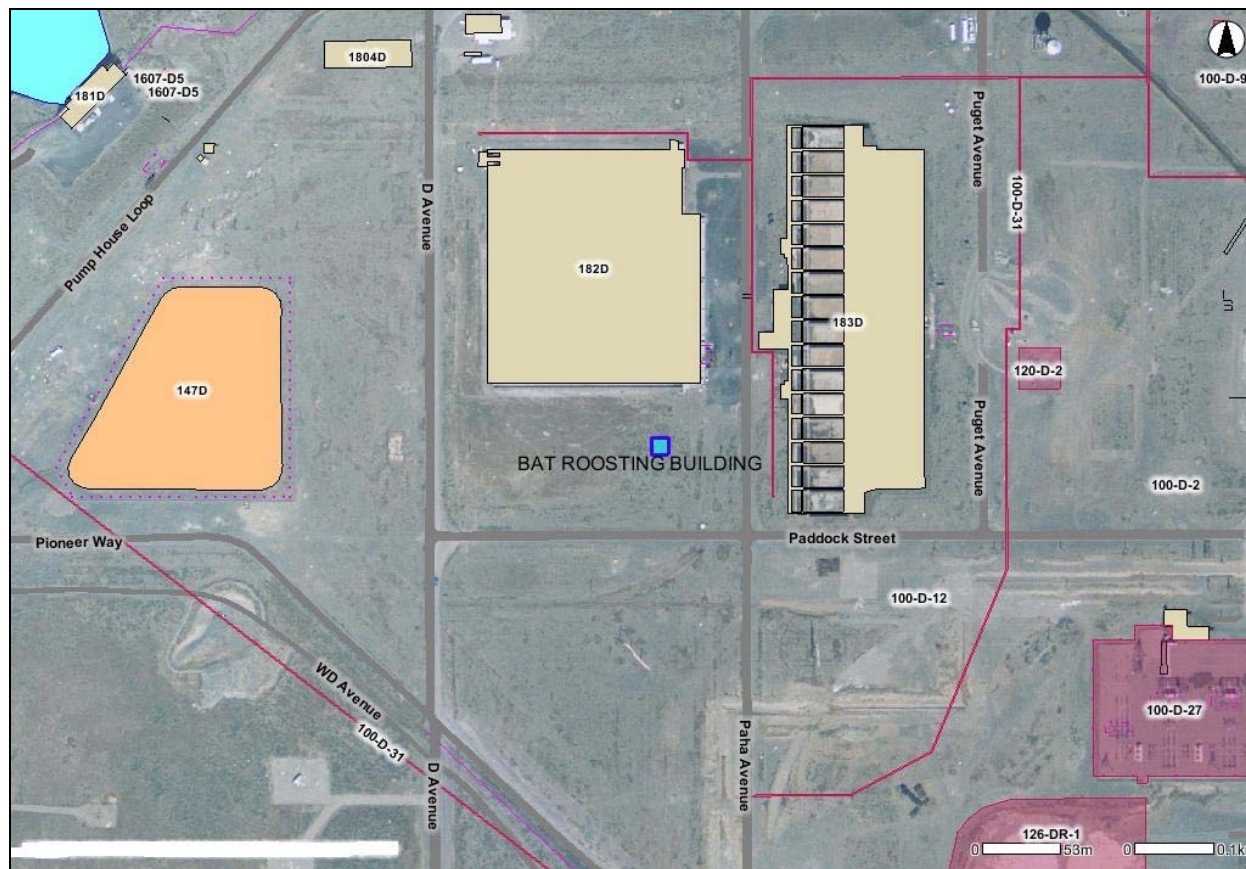 1804D
1607-D5
1607-D5
181D
100-D-9
Puget Avenue
100-D-31
D Avenue
Pump House Loop
182D
183D
120-D-2
147D
Puget Avenue
BAT ROOSTING BUILDING
100-D-2
Pioneer Way
Paddock Street
100-D-12
WD Avenue
100-D-31
100-D-27
Paha Avenue
D Avenue
126-DR-1
0 53m 0 0.1k